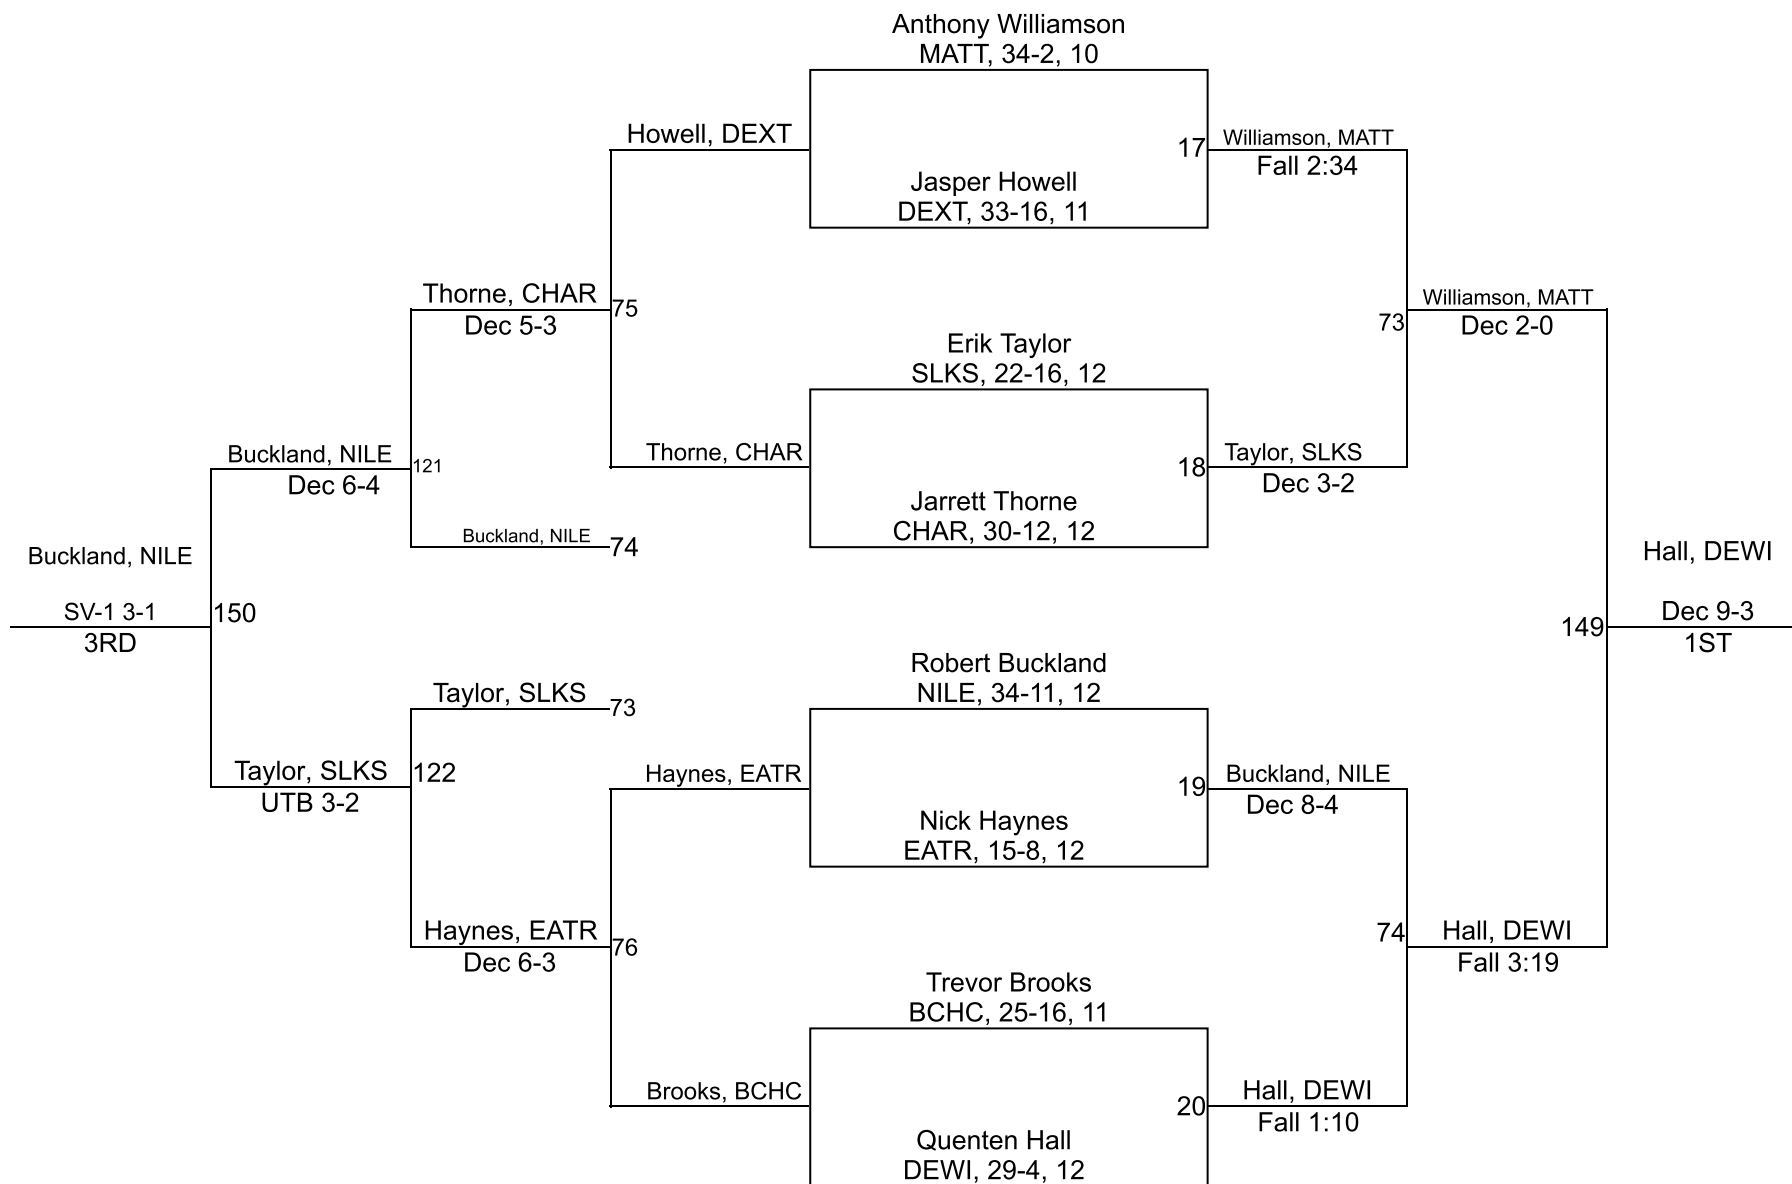 Anthony Williamson
MATT, 34-2, 10
Howell, DEXT
17
Williamson, MATT
Fall 2:34
Jasper Howell
DEXT, 33-16, 11
Thorne, CHAR
Dec 5-3
75
Williamson, MATT
Dec 2-0
73
Erik Taylor
SLKS, 22-16, 12
Buckland, NILE
Dec 6-4
121
Thorne, CHAR
18
Taylor, SLKS
Dec 3-2
Jarrett Thorne
CHAR, 30-12, 12
Buckland, NILE
74
Buckland, NILE
SV-1 3-1
3RD
150
Hall, DEWI
Dec 9-3
1ST
149
Robert Buckland
NILE, 34-11, 12
Taylor, SLKS
73
Taylor, SLKS
UTB 3-2
122
Haynes, EATR
19
Buckland, NILE
Dec 8-4
Nick Haynes
EATR, 15-8, 12
Haynes, EATR
Dec 6-3
76
74
Hall, DEWI
Fall 3:19
Trevor Brooks
BCHC, 25-16, 11
Brooks, BCHC
20
Hall, DEWI
Fall 1:10
Quenten Hall
DEWI, 29-4, 12